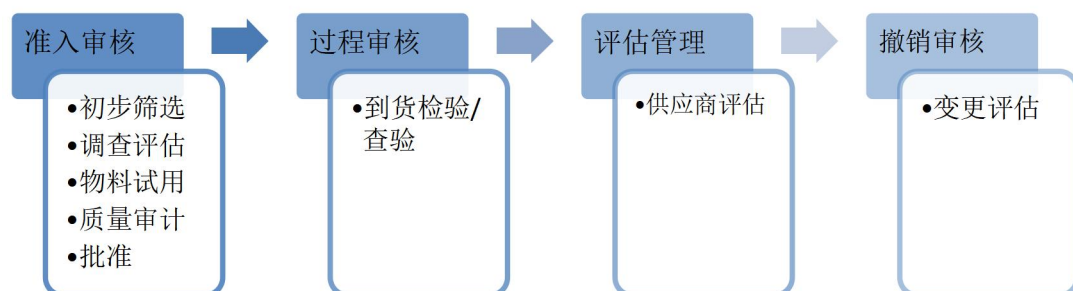 准入审核
•初步筛选
•调查评估
•物料试用
•质量审计
•批准
过程审核
•到货检验/
查验
评估管理
•供应商评估
撤销审核
•变更评估